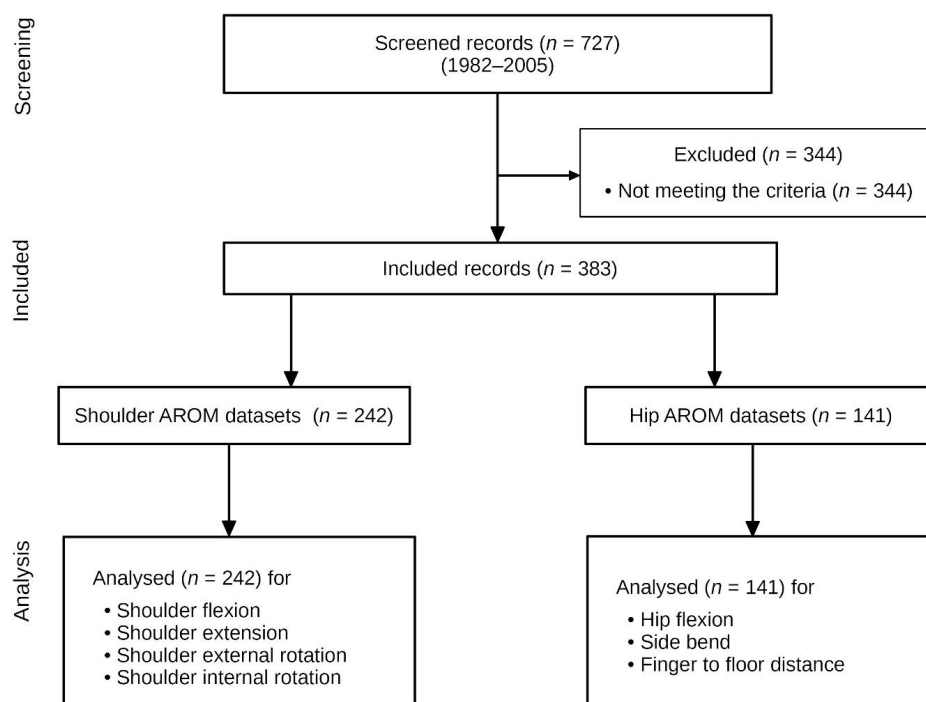 Screening
Screened records (n = 727)
(1982–2005)
Excluded (n = 344)
• Not meeting the criteria (n = 344)
Included
Included records (n = 383)
Shoulder AROM datasets (n = 242)
Hip AROM datasets (n = 141)
Analysis
Analysed (n = 242) for
• Shoulder flexion
• Shoulder extension
• Shoulder external rotation
• Shoulder internal rotation
Analysed (n = 141) for
• Hip flexion
• Side bend
• Finger to floor distance